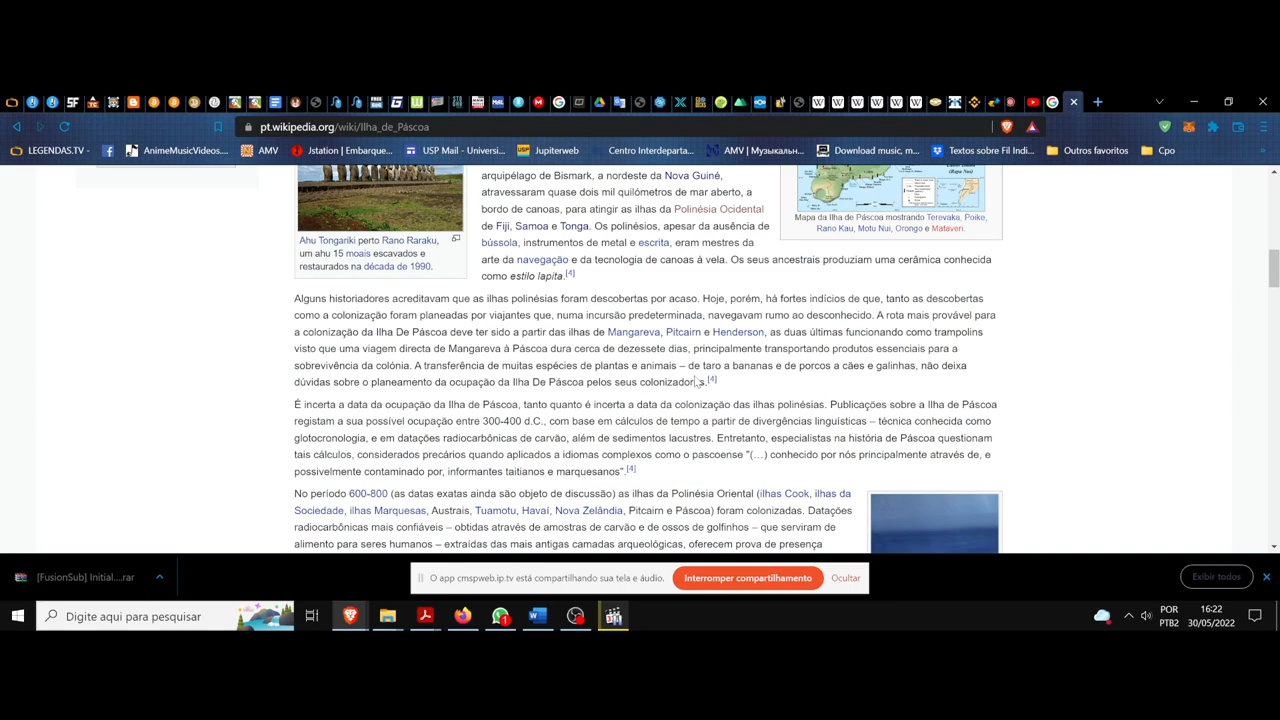 pt.wikipedia.org/wiki/Ilha_de_Páscoa
LEGENDAS.TV
AnimeMusicVideos...
AMV
Jstation | Embarque...
USP Mail - Universi...
Jupiterweb
Centro Interdeparta...
AMV | Музыкальн...
Download music, m...
Textos sobre Fil Indi...
Outros favoritos
Cpo
arquipélago de Bismark, a nordeste da Nova Guiné,
atravessaram quase dois mil quilómetros de mar aberto, a
bordo de canoas, para atingir as ilhas da Polinésia Ocidental
de Fiji, Samoa e Tonga. Os polinésios, apesar da ausência de
bússola, instrumentos de metal e escrita, eram mestres da
arte da navegação e da tecnologia de canoas à vela. Os seus ancestrais produziam uma cerâmica conhecida
como estilo lapita.[4]
Ahu Tongariki perto Rano Raraku,
um ahu 15 moais escavados e
restaurados na década de 1990.
Mapa da Ilha de Páscoa mostrando Terevaka, Poike,
Rano Kau, Motu Nui, Orongo e Mataveri.
Alguns historiadores acreditavam que as ilhas polinésias foram descobertas por acaso. Hoje, porém, há fortes indícios de que, tanto as descobertas
como a colonização foram planeadas por viajantes que, numa incursão predeterminada, navegavam rumo ao desconhecido. A rota mais provável para
a colonização da Ilha De Páscoa deve ter sido a partir das ilhas de Mangareva, Pitcairn e Henderson, as duas últimas funcionando como trampolins
visto que uma viagem directa de Mangareva à Páscoa dura cerca de dezessete dias, principalmente transportando produtos essenciais para a
sobrevivência da colónia. A transferência de muitas espécies de plantas e animais – de taro a bananas e de porcos a cães e galinhas, não deixa
dúvidas sobre o planeamento da ocupação da Ilha De Páscoa pelos seus colonizadores.[4]
É incerta a data da ocupação da Ilha de Páscoa, tanto quanto é incerta a data da colonização das ilhas polinésias. Publicações sobre a Ilha de Páscoa
registam a sua possível ocupação entre 300-400 d.C., com base em cálculos de tempo a partir de divergências linguísticas – técnica conhecida como
glotocronologia, e em datações radiocarbônicas de carvão, além de sedimentos lacustres. Entretanto, especialistas na história de Páscoa questionam
tais cálculos, considerados precários quando aplicados a idiomas complexos como o pascoense "(…) conhecido por nós principalmente através de, e
possivelmente contaminado por, informantes taitianos e marquesanos".[4]
No período 600-800 (as datas exatas ainda são objeto de discussão) as ilhas da Polinésia Oriental (ilhas Cook, ilhas da
Sociedade, ilhas Marquesas, Austrais, Tuamotu, Havaí, Nova Zelândia, Pitcairn e Páscoa) foram colonizadas. Datações
radiocarbônicas mais confiáveis – obtidas através de amostras de carvão e de ossos de golfinhos – que serviram de
alimento para seres humanos – extraídas das mais antigas camadas arqueológicas, oferecem prova de presença
[FusionSub] Initial....rar
O app cmspweb.ip.tv está compartilhando sua tela e áudio.
Interromper compartilhamento
Ocultar
Exibir todos
Digite aqui para pesquisar
POR
PTB2
16:22
30/05/2022